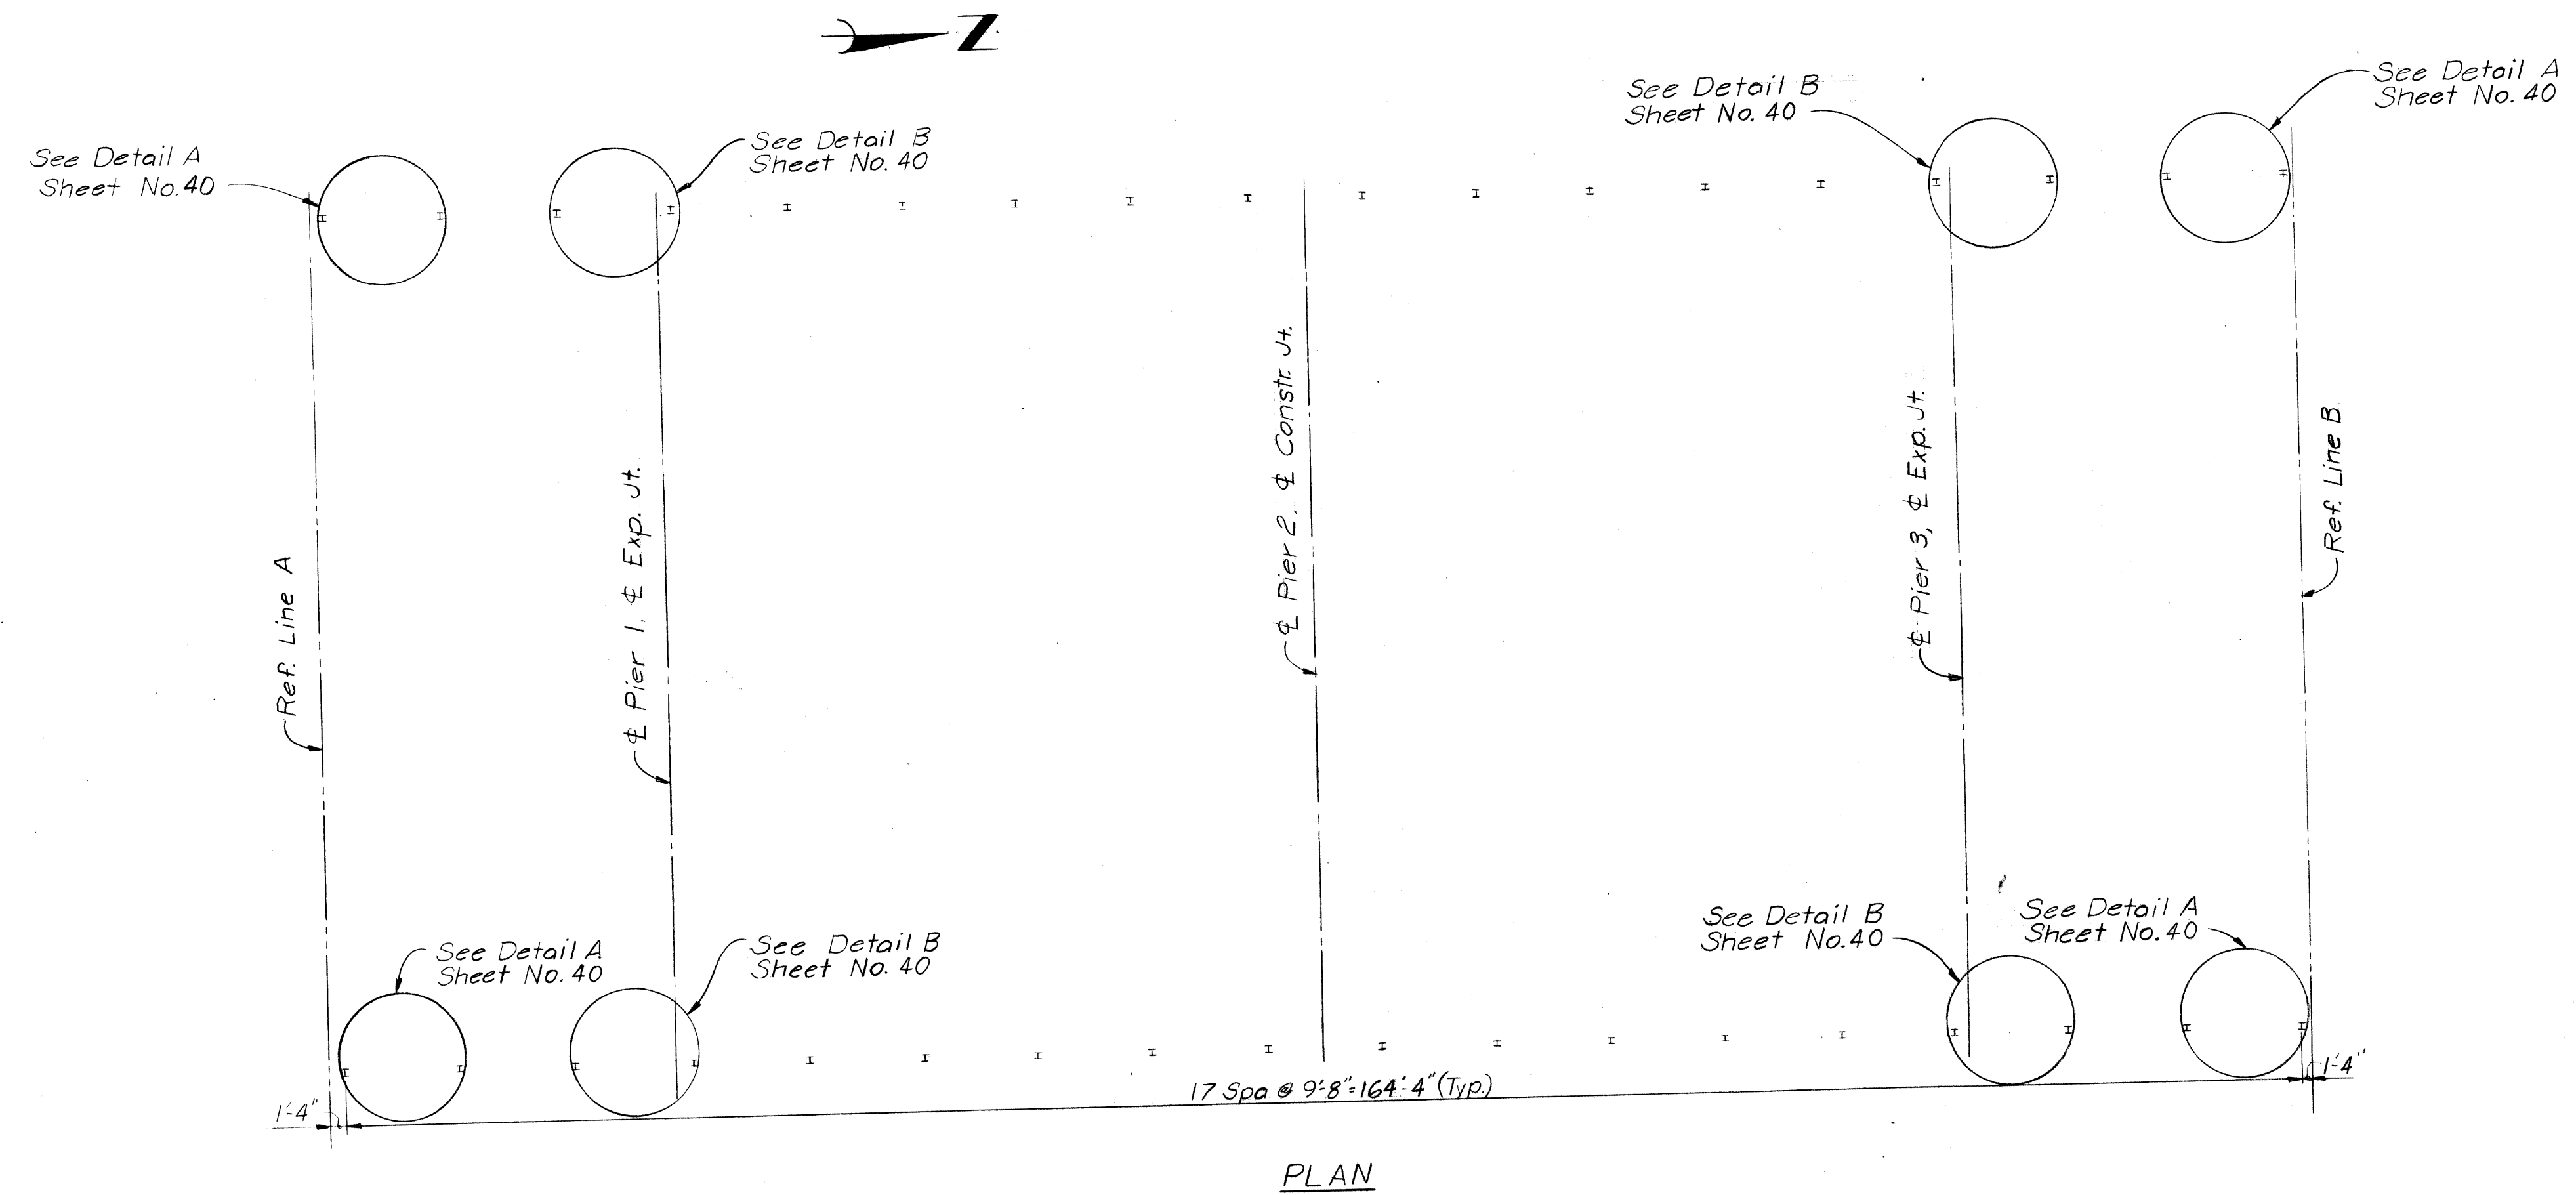 N
See Detail A
Sheet No. 40
See Detail B
Sheet No. 40
See Detail B
Sheet No. 40
See Detail A
Sheet No. 40
Ref. Line A
℄ Pier 1, ℄ Exp. Jt.
℄ Pier 2, ℄ Constr. Jt.
℄ Pier 3, ℄ Exp. Jt.
Ref. Line B
See Detail A
Sheet No. 40
See Detail B
Sheet No. 40
See Detail B
Sheet No. 40
See Detail A
Sheet No. 40
1'-4"
17 Spa. @ 9'-8"=164'-4" (Typ.)
1'-4"
PLAN